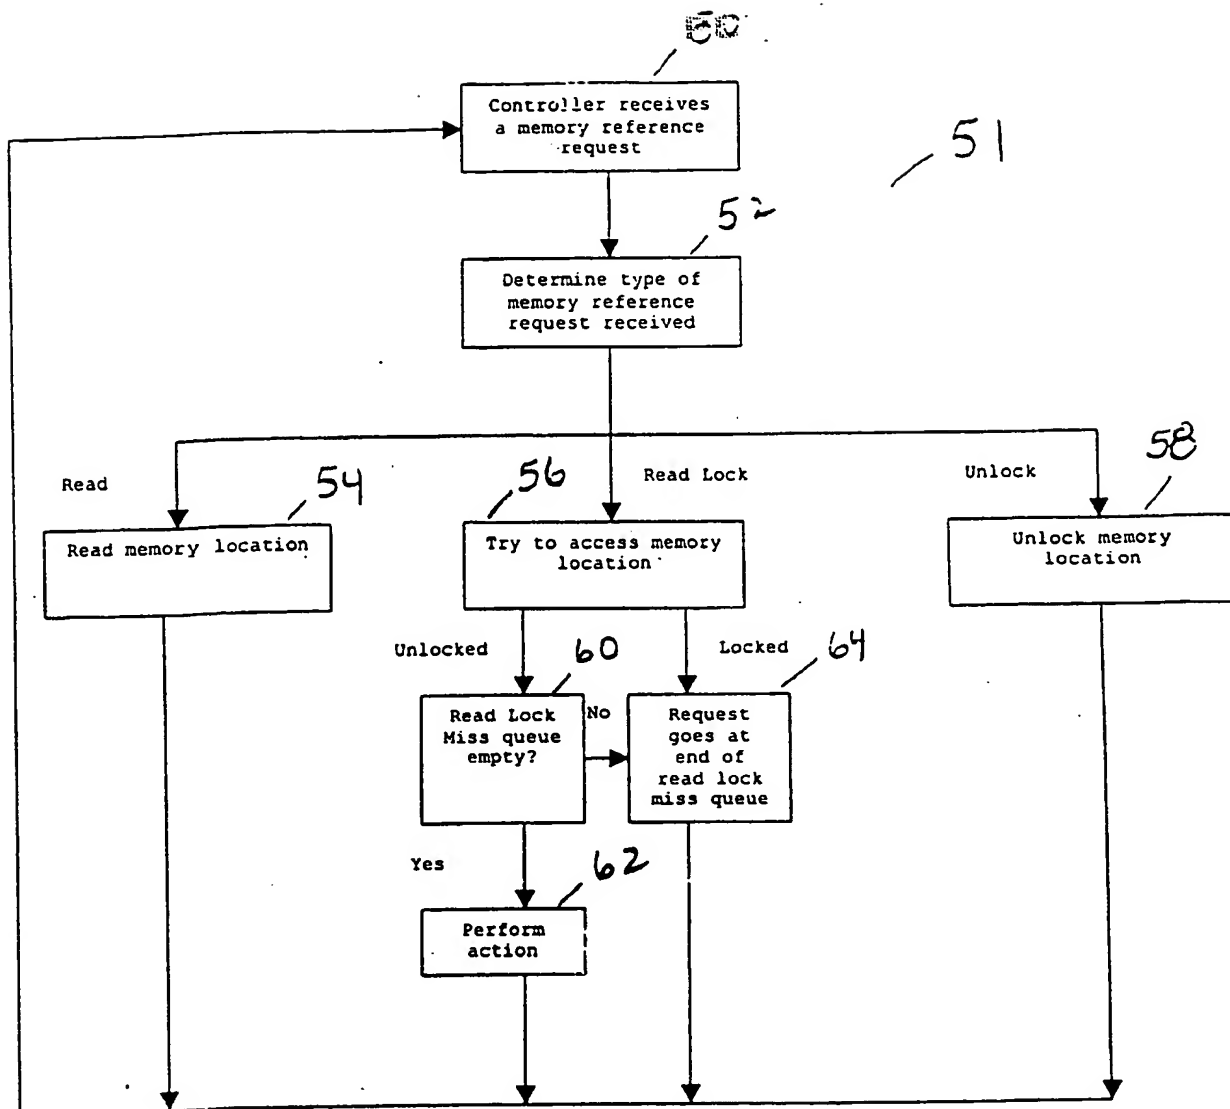 Controller receives
a memory reference
request
51
52
Determine type of
memory reference
request received
Read
54
56
Read Lock
Unlock
58
Read memory location
Try to access memory
location
Unlock memory
location
Unlocked
60
Locked
64
Read Lock
Miss queue
empty?
No
Request
goes at
end of
read lock
miss queue
Yes
62
Perform
action